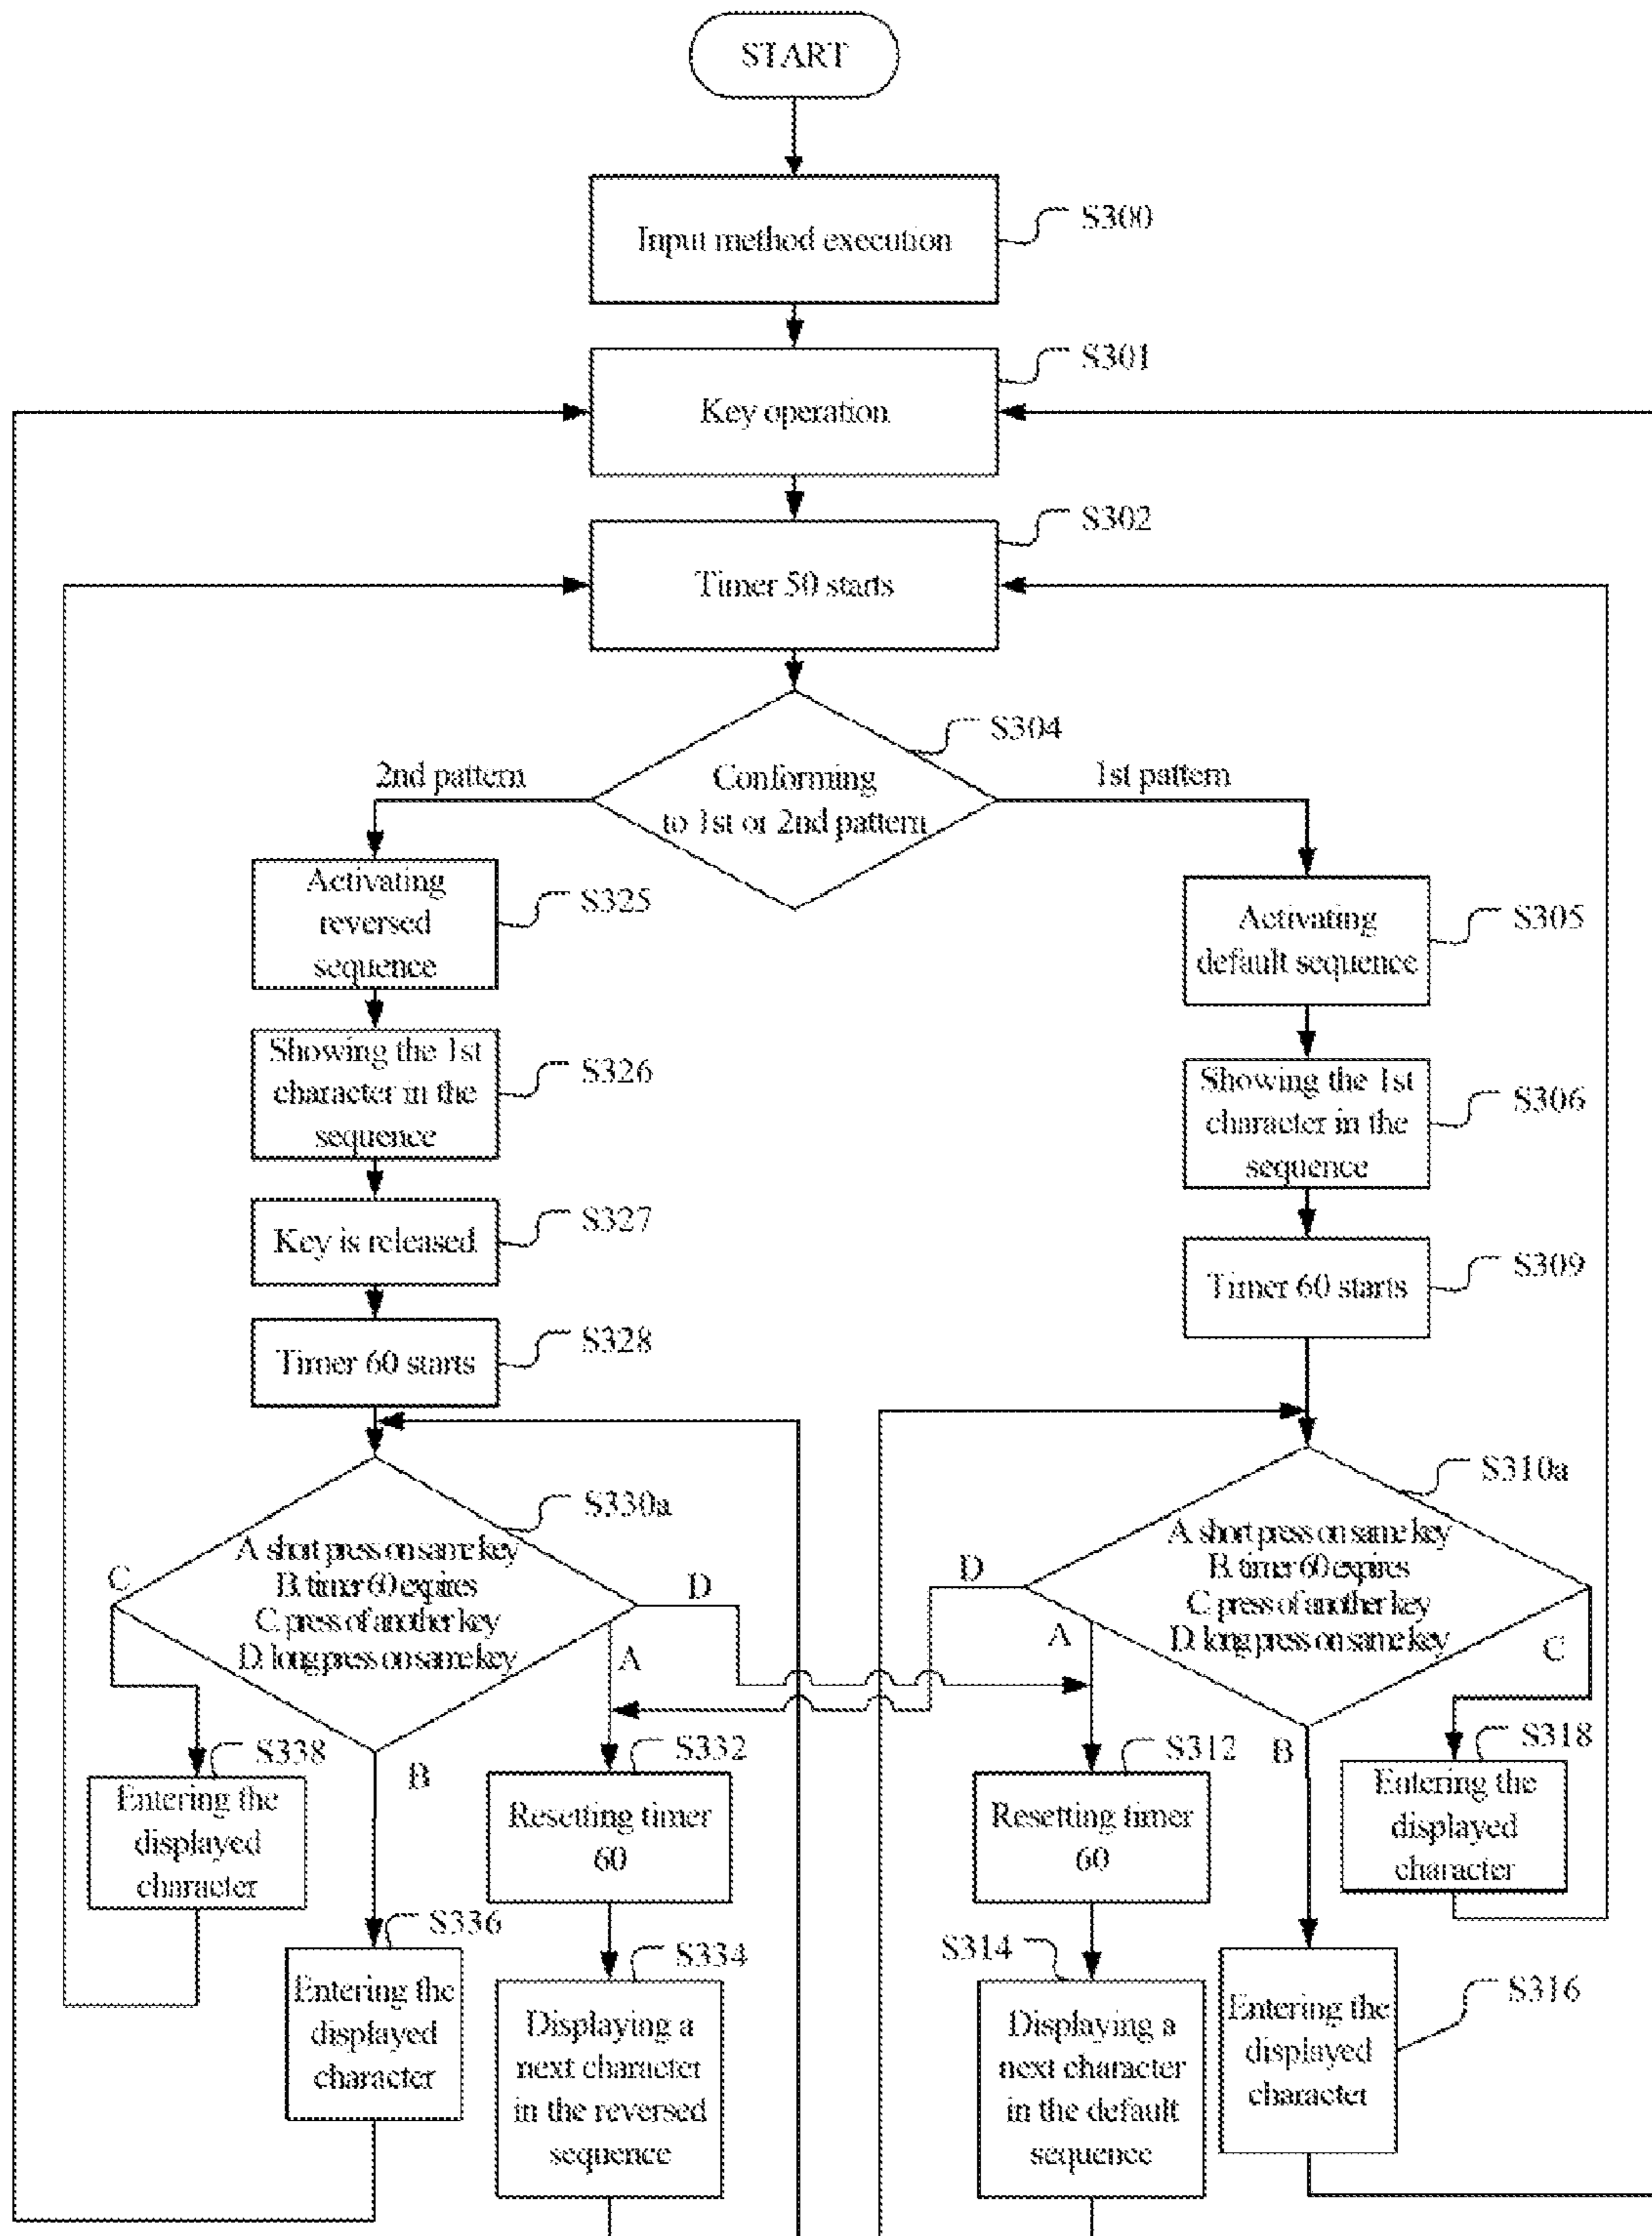 START
Input method execution
S300
S301
Key operation
S302
Timer 50 starts
S304
2nd pattern
Conforming
to 1st or 2nd pattern
1st pattern
Activating
reversed
sequence
S325
Activating
default sequence
S305
Showing the 1st
character in the
sequence
S326
Showing the 1st
character in the
sequence
S306
Key is released
S327
Timer 60 starts
S309
Timer 60 starts
S328
S330a
A. short press on same key
B. timer 60 expires
C. press of another key
D. long press on same key
C
D
A
B
S310a
A. short press on same key
B. timer 60 expires
C. press of another key
D. long press on same key
D
A
C
B
S338
Entering the
displayed
character
S332
Resetting timer
60
S312
Resetting timer
60
S318
Entering the
displayed
character
S336
Entering the
displayed
character
S334
Displaying a
next character
in the reversed
sequence
S314
Displaying a
next character
in the default
sequence
S316
Entering the
displayed
character